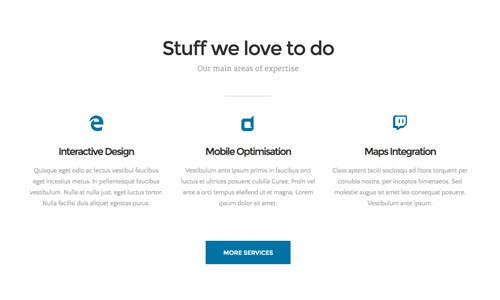 Stuff we love to do
Our main areas of expertise
Interactive Design
Quisque eget odio ac lectus vestibul faucibus
eget incestius metus. In pellentesque faucibus
vestibulum. Nulla at nulla just, eget luctus tortor.
Nulla facilisi duis aliquet egestas purus.
Mobile Optimisation
Vestibulum ante ipsum primis in faucibus orci
luctus et ultrices posuere cubilia Curae; Proin vel
ante a orci tempus eleifend ut et magna. Lorem
ipsum dolor sit amet.
Maps Integration
Class aptent taciti sociosqu ad litora torquent per
conubia nostra, per inceptos himenaeos. Sed
molestie augue sit amet leo consequat posuere.
Vestibulum ante ipsum.
MORE SERVICES